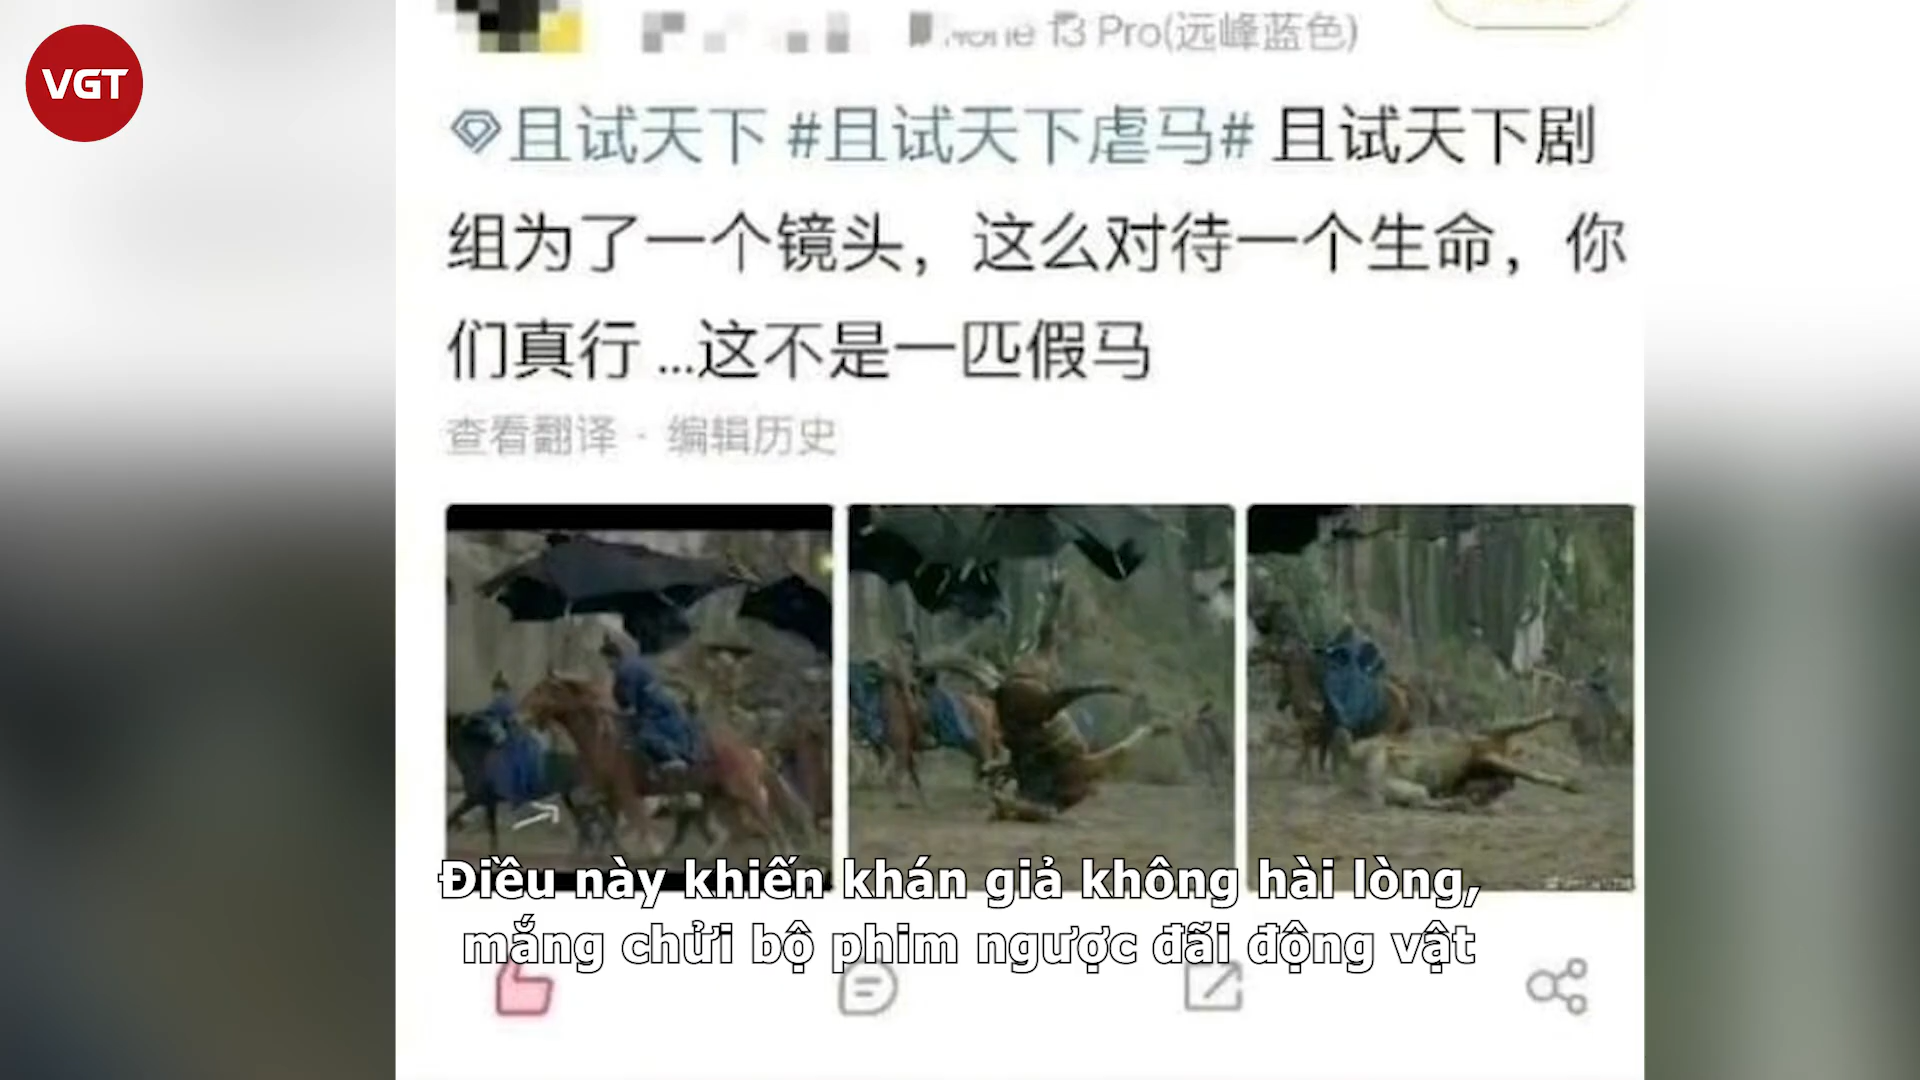 VGT
13 Pro(远峰蓝色)
且试天下 #且试天下虐马# 且试天下剧
组为了一个镜头，这么对待一个生命，你
们真行 ...这不是一匹假马
查看翻译 · 编辑历史
Điều này khiến khán giả không hài lòng,
mắng chửi bộ phim ngược đãi động vật